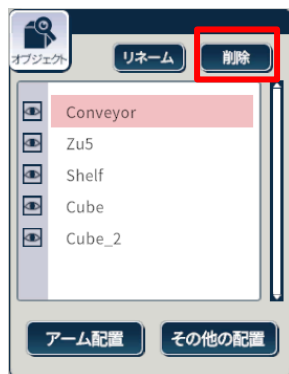 オブジェクト
リネーム
削除
Conveyor
Zu5
Shelf
Cube
Cube_2
アーム配置
その他の配置